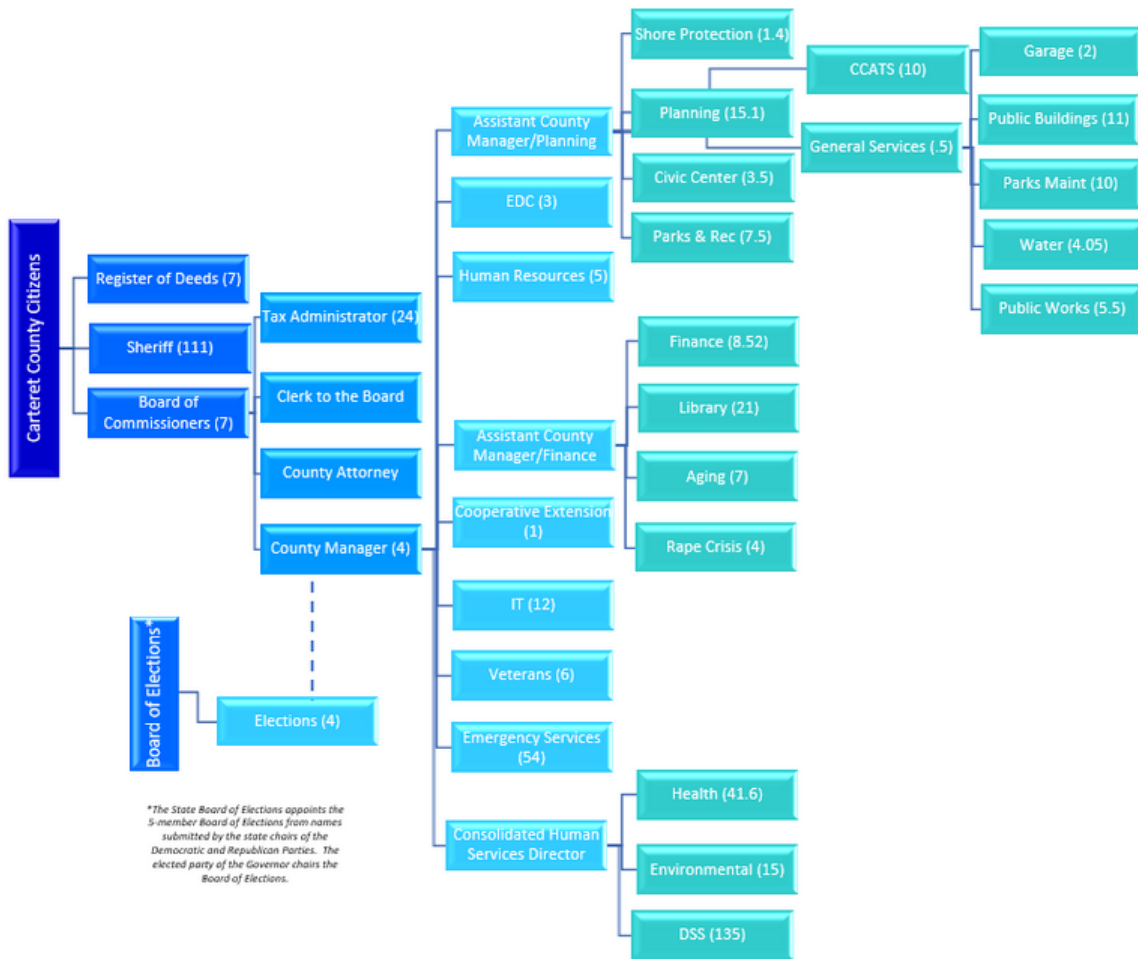 Carteret County Citizens
Register of Deeds (7)
Sheriff (111)
Board of
Commissioners (7)
Tax Administrator (24)
Clerk to the Board
County Attorney
County Manager (4)
Board of Elections*
Elections (4)
*The State Board of Elections appoints the
5-member Board of Elections from names
submitted by the state chairs of the
Democratic and Republican Parties. The
elected party of the Governor chairs the
Board of Elections.
Assistant County
Manager/Planning
EDC (3)
Human Resources (5)
Assistant County
Manager/Finance
Cooperative Extension
(1)
IT (12)
Veterans (6)
Emergency Services
(54)
Consolidated Human
Services Director
Shore Protection (1.4)
Planning (15.1)
Civic Center (3.5)
Parks & Rec (7.5)
CCATS (10)
General Services (.5)
Garage (2)
Public Buildings (11)
Parks Maint (10)
Water (4.05)
Public Works (5.5)
Finance (8.52)
Library (21)
Aging (7)
Rape Crisis (4)
Health (41.6)
Environmental (15)
DSS (135)